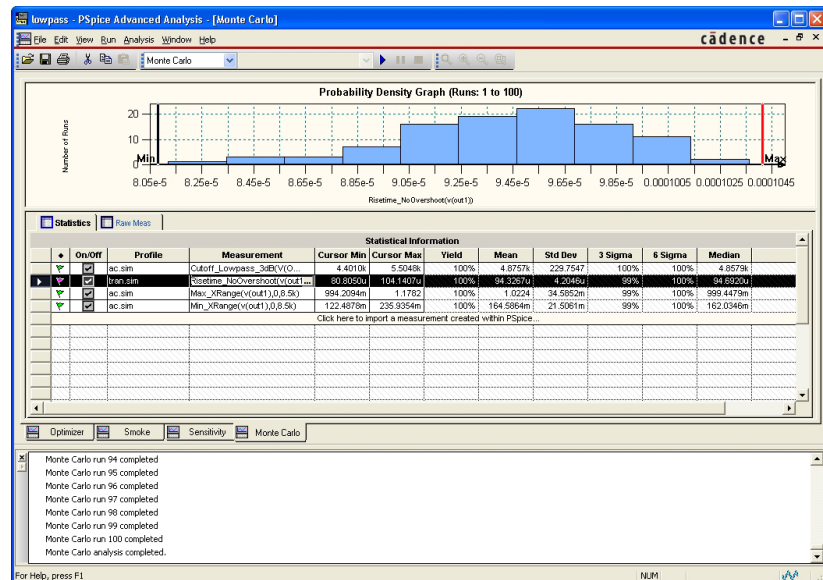 lowpass - PSpice Advanced Analysis - [Monte Carlo]
File Edit View Run Analysis Window Help
cādence
Monte Carlo
Probability Density Graph (Runs: 1 to 100)
Number of Runs
20
10
0
Min
Max
8.05e-5 8.25e-5 8.45e-5 8.65e-5 8.85e-5 9.05e-5 9.25e-5 9.45e-5 9.65e-5 9.85e-5 0.0001005 0.0001025 0.0001045
Risetime_NoOvershoot(v(out1))
Statistics Raw Meas
Statistical Information
On/Off Profile Measurement Cursor Min Cursor Max Yield Mean Std Dev 3 Sigma 6 Sigma Median
ac.sim Cutoff_Lowpass_3dB(V(O... 4.4010k 5.5048k 100% 4.8757k 229.7547 100% 100% 4.8579k
tran.sim Risetime_NoOvershoot(v(out1... 80.8050u 104.1407u 100% 94.3267u 4.2046u 99% 100% 94.6920u
ac.sim Max_XRange(v(out1),0,8.5k) 994.2094m 1.1782 100% 1.0224 34.5852m 99% 100% 999.4479m
ac.sim Min_XRange(v(out1),0,8.5k) 122.4878m 235.9354m 100% 164.5864m 21.5061m 99% 100% 162.0346m
Click here to import a measurement created within PSpice...
Optimizer Smoke Sensitivity Monte Carlo
Monte Carlo run 94 completed
Monte Carlo run 95 completed
Monte Carlo run 96 completed
Monte Carlo run 97 completed
Monte Carlo run 98 completed
Monte Carlo run 99 completed
Monte Carlo run 100 completed
Monte Carlo analysis completed.
For Help, press F1
NUM